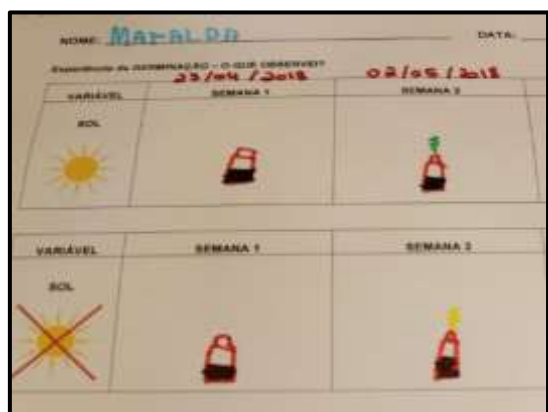 NOME: MAFALDA DATA:
Experiência da GERMINAÇÃO – O QUE OBSERVEI?
23/04/2018 02/05/2018
VARIÁVEL SEMANA 1 SEMANA 2
SOL
VARIÁVEL SEMANA 1 SEMANA 2
SOL